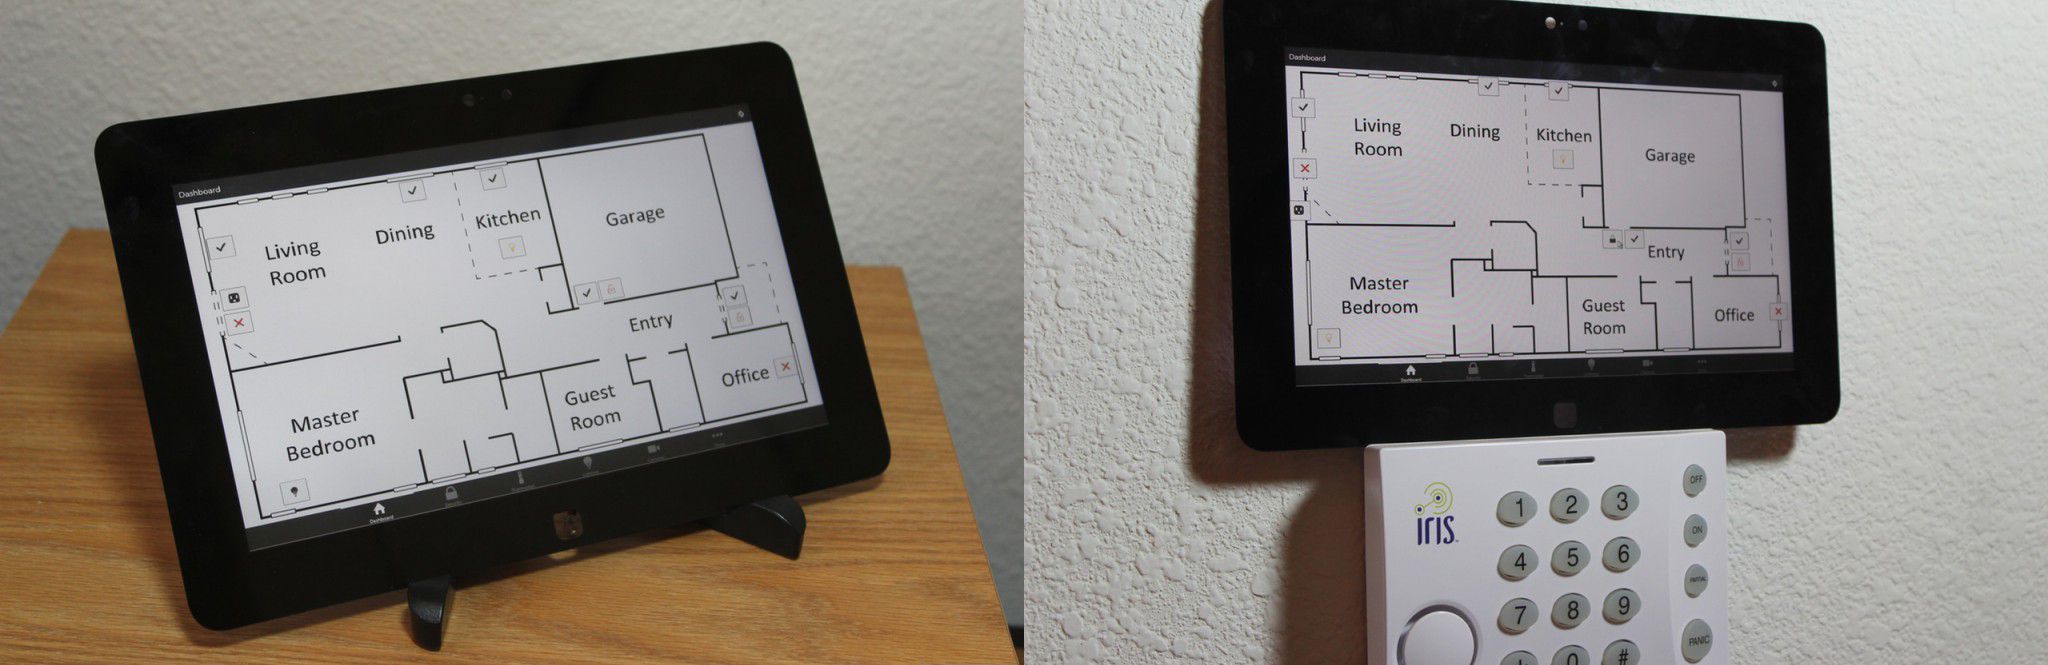 Dashboard
Living
Room
Dining
Kitchen
Garage
Entry
Master
Bedroom
Guest
Room
Office
Dashboard
Dashboard
Living
Room
Dining
Kitchen
Garage
Entry
Master
Bedroom
Guest
Room
Office
Dashboard
IRIS
1 2 3 OFF
4 5 6 ON
PARTIAL
7 8 9
PANIC
0 #